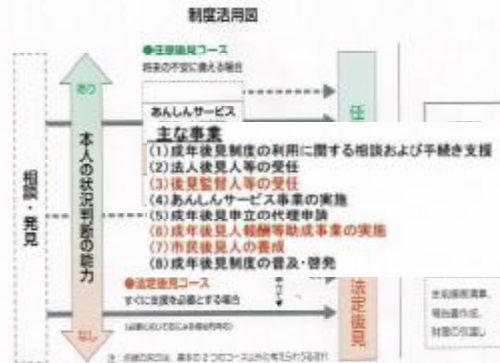 制度活用図
●任意後見コース
将来の不安に備える場合
あり
あんしんサービス
主な事業
(1)成年後見制度の利用に関する相談および手続き支援
(2)法人後見人等の受任
(3)後見監督人等の受任
(4)あんしんサービス事業の実施
(5)成年後見申立の代理申請
(6)成年後見人報酬等助成事業の実施
(7)市民後見人の養成
(8)成年後見制度の普及・啓発
相談・発見
本人の状況判断の能力
任
●法定後見コース
すぐに支援を必要とする場合
なし
法定後見